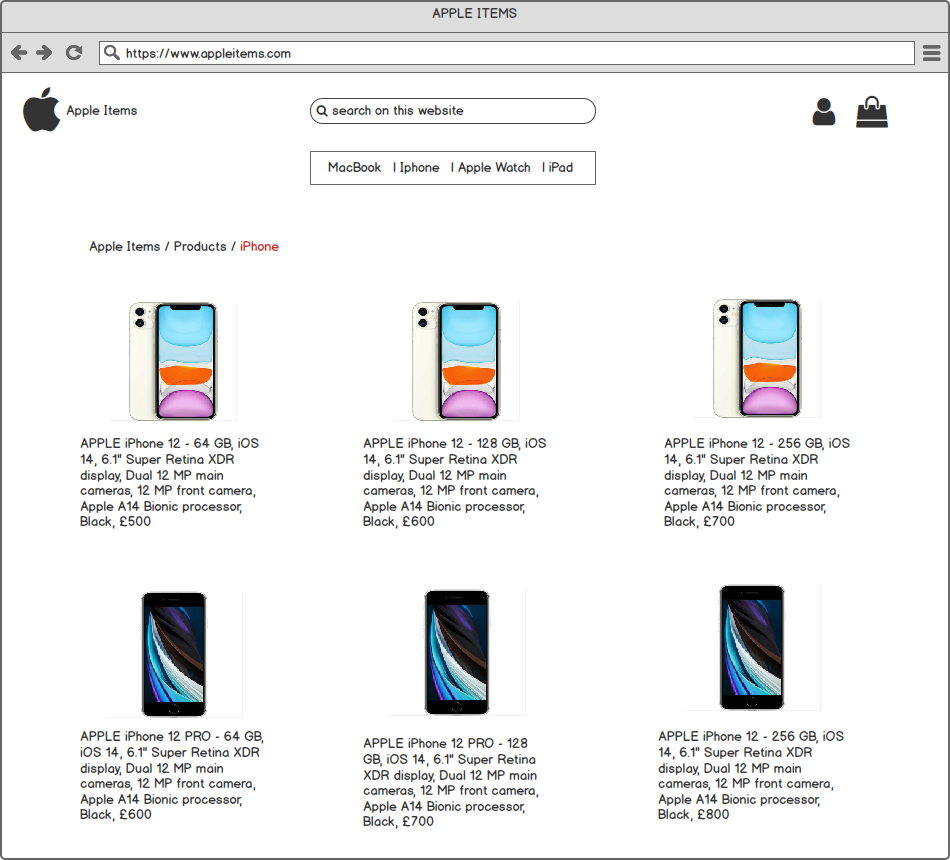 APPLE ITEMS
https://www.appleitems.com
Apple Items
search on this website
MacBook | Iphone | Apple Watch | iPad
Apple Items / Products / iPhone
APPLE iPhone 12 - 64 GB, iOS
14, 6.1" Super Retina XDR
display, Dual 12 MP main
cameras, 12 MP front camera,
Apple A14 Bionic processor,
Black, £500
APPLE iPhone 12 - 128 GB, iOS
14, 6.1" Super Retina XDR
display, Dual 12 MP main
cameras, 12 MP front camera,
Apple A14 Bionic processor,
Black, £600
APPLE iPhone 12 - 256 GB, iOS
14, 6.1" Super Retina XDR
display, Dual 12 MP main
cameras, 12 MP front camera,
Apple A14 Bionic processor,
Black, £700
APPLE iPhone 12 PRO - 64 GB,
iOS 14, 6.1" Super Retina XDR
display, Dual 12 MP main
cameras, 12 MP front camera,
Apple A14 Bionic processor,
Black, £600
APPLE iPhone 12 PRO - 128
GB, iOS 14, 6.1" Super Retina
XDR display, Dual 12 MP main
cameras, 12 MP front camera,
Apple A14 Bionic processor,
Black, £700
APPLE iPhone 12 - 256 GB, iOS
14, 6.1" Super Retina XDR
display, Dual 12 MP main
cameras, 12 MP front camera,
Apple A14 Bionic processor,
Black, £800